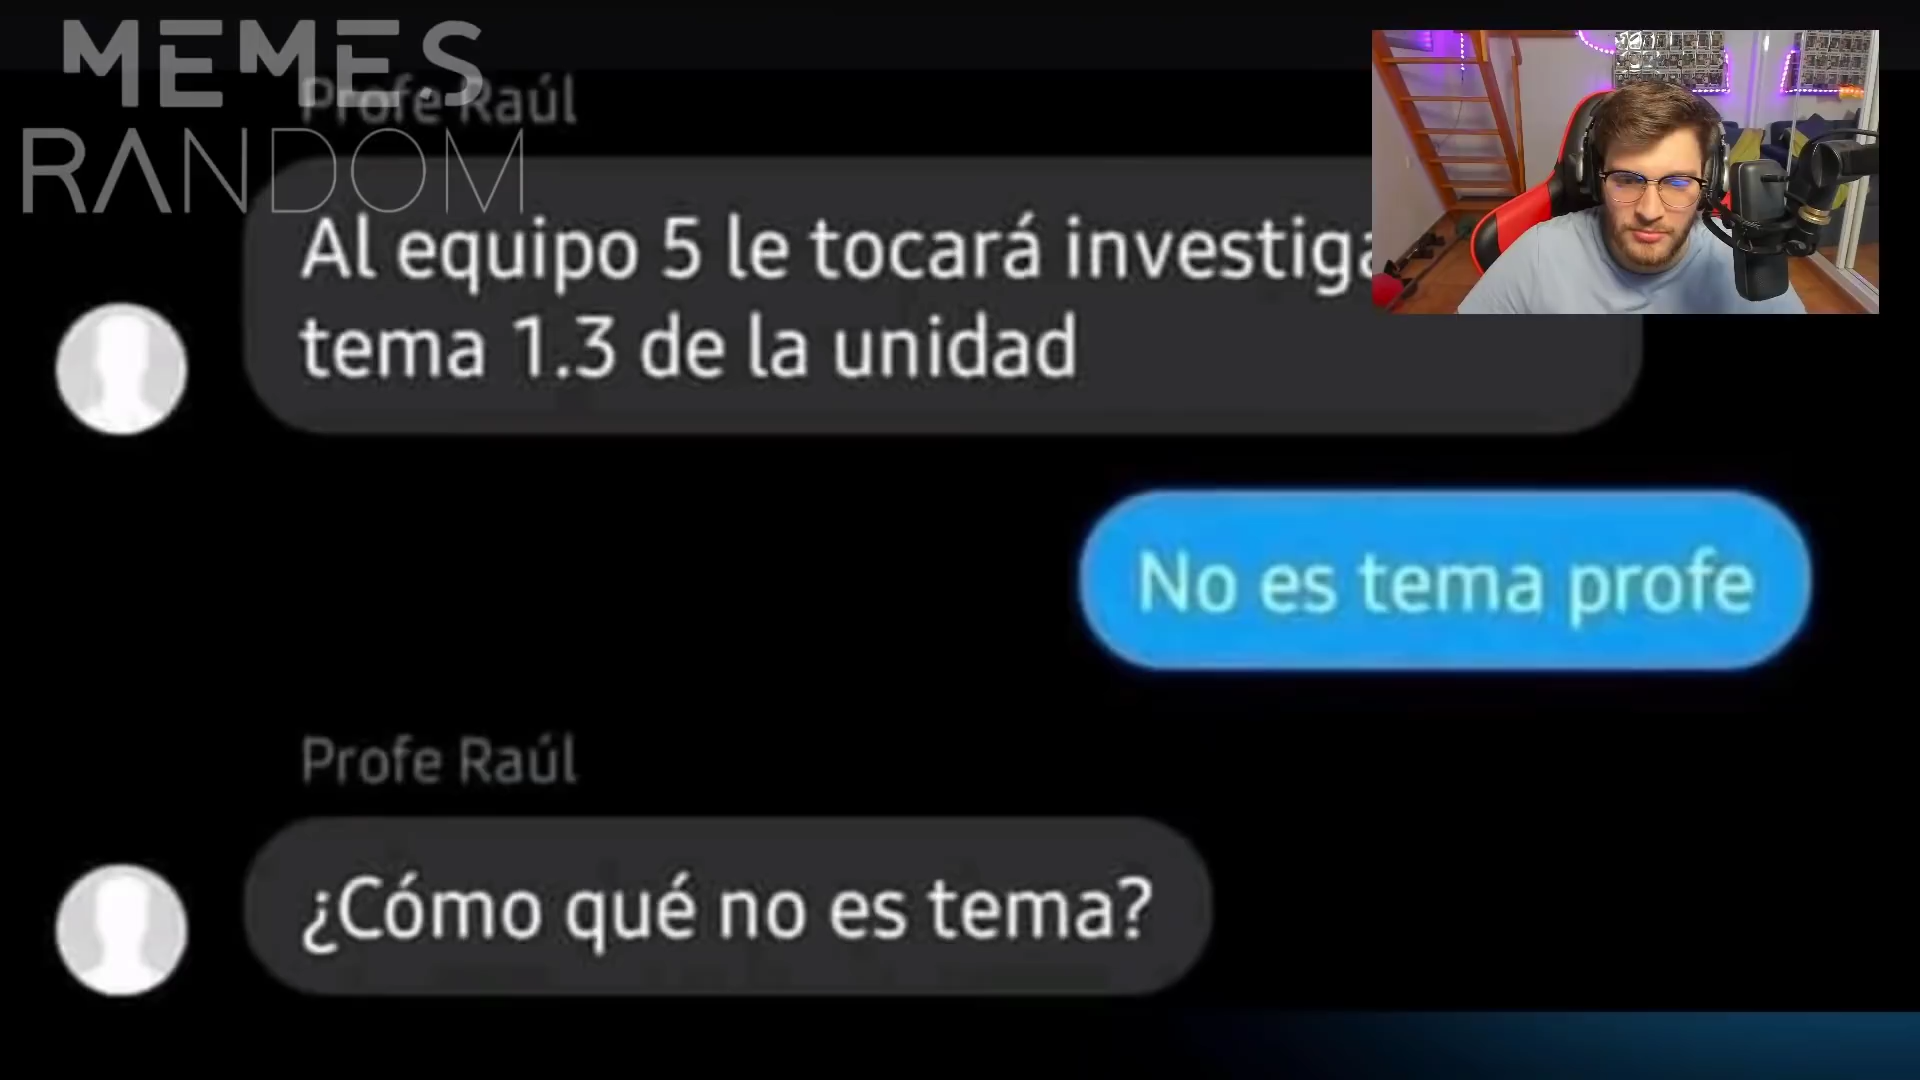 MEMES
RANDOM
Profe Raúl
Al equipo 5 le tocará investiga
tema 1.3 de la unidad
No es tema profe
Profe Raúl
¿Cómo qué no es tema?